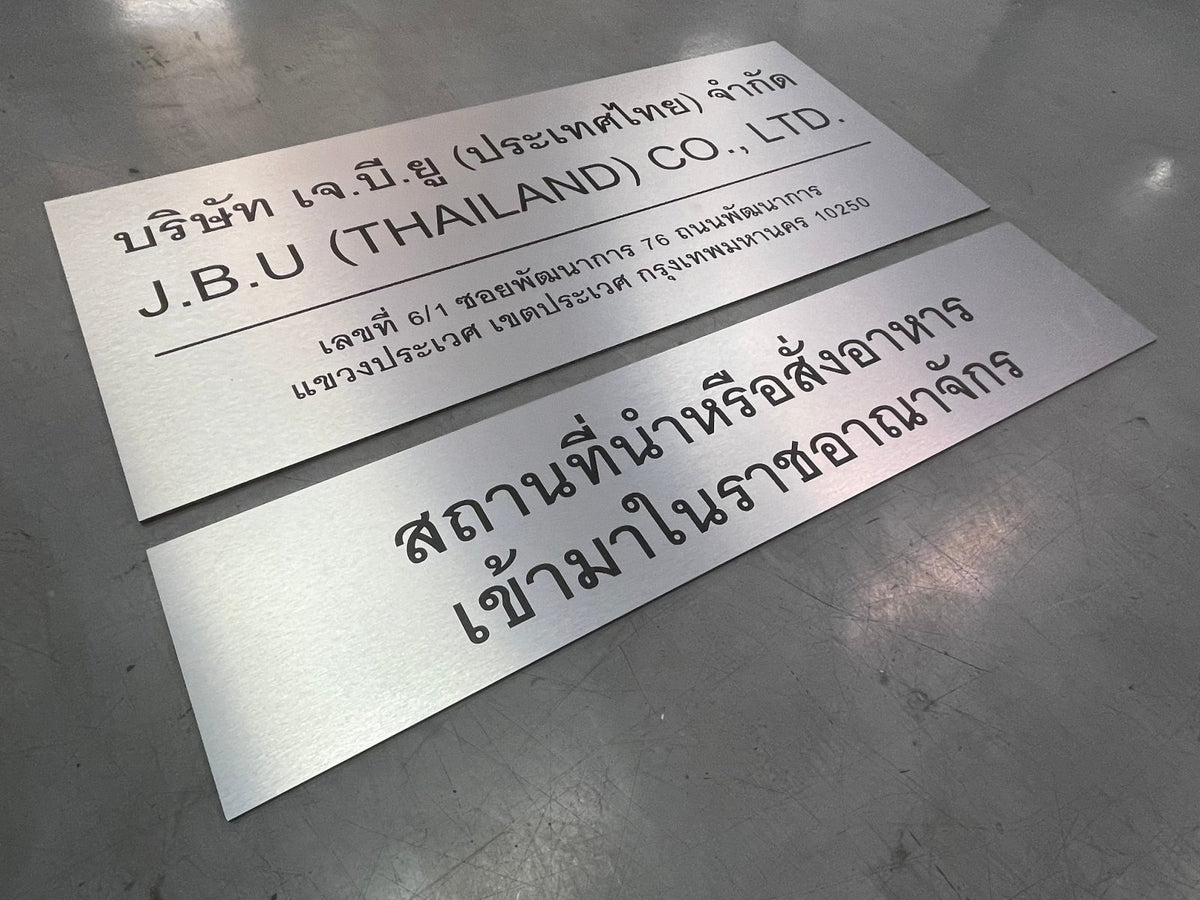 บริษัท เจ.บี.ยู (ประเทศไทย) จำกัด
J.B.U (THAILAND) CO., LTD.
เลขที่ 6/1 ซอยพัฒนาการ 76 ถนนพัฒนาการ
แขวงประเวศ เขตประเวศ กรุงเทพมหานคร 10250
สถานที่นำหรือสั่งอาหาร
เข้ามาในราชอาณาจักร